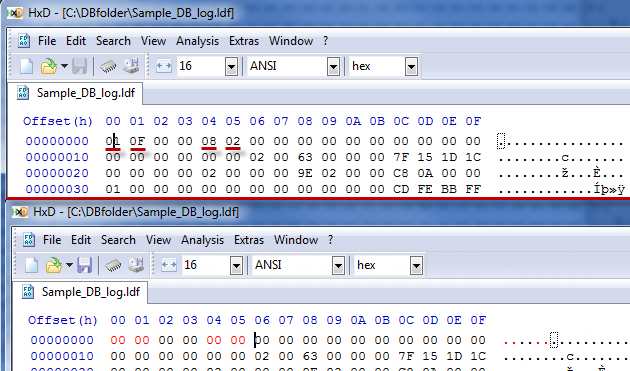 HxD - [C:\DBfolder\Sample_DB_log.ldf]
File Edit Search View Analysis Extras Window ?
16 ANSI hex
Sample_DB_log.ldf
Offset(h) 00 01 02 03 04 05 06 07 08 09 0A 0B 0C 0D 0E 0F
00000000 01 0F 00 00 08 02 00 00 00 00 00 00 00 00 00 00 ................
00000010 00 00 00 00 00 00 02 00 63 00 00 00 7F 15 1D 1C ........c.......
00000020 00 00 00 00 02 00 00 00 9E 02 00 00 C8 0A 00 00 ........ž...È...
00000030 01 00 00 00 00 00 00 00 00 00 00 00 CD FE BB FF ............Íþ»ÿ
HxD - [C:\DBfolder\Sample_DB_log.ldf]
File Edit Search View Analysis Extras Window ?
16 ANSI hex
Sample_DB_log.ldf
Offset(h) 00 01 02 03 04 05 06 07 08 09 0A 0B 0C 0D 0E 0F
00000000 00 00 00 00 00 00 00 00 00 00 00 00 00 00 00 00 ................
00000010 00 00 00 00 00 00 02 00 63 00 00 00 7F 15 1D 1C ........c.......